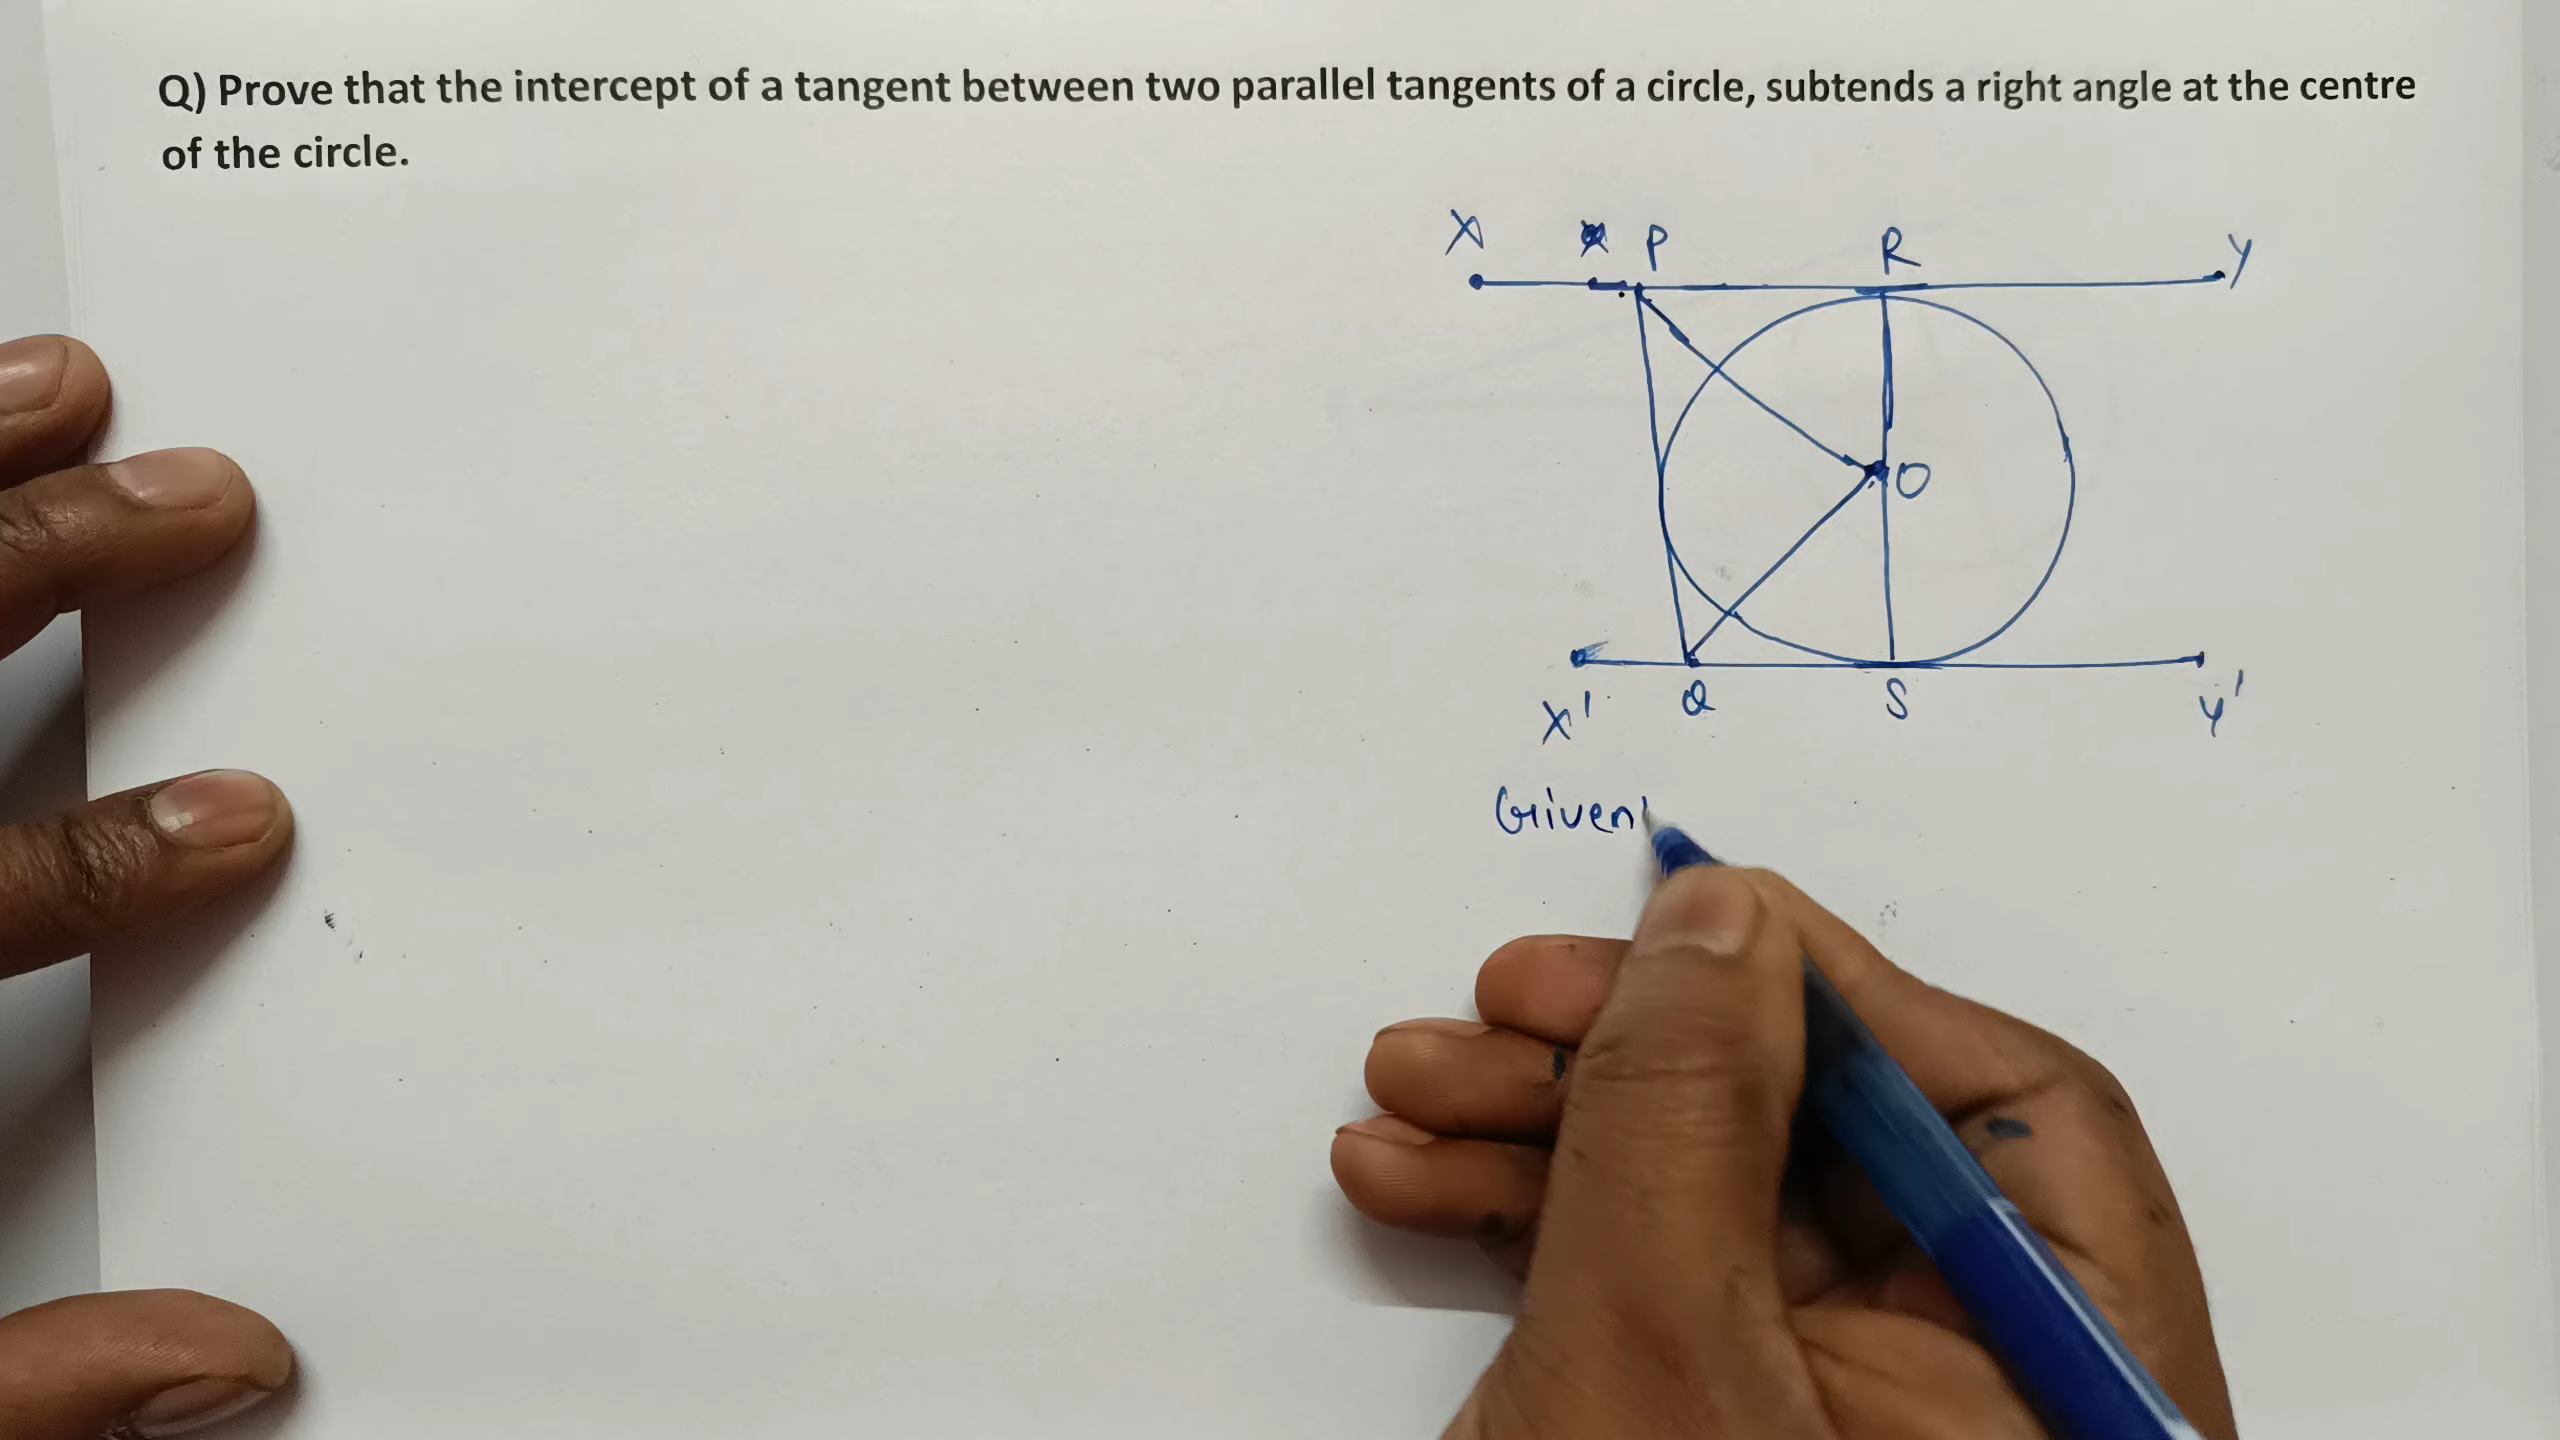 Q) Prove that the intercept of a tangent between two parallel tangents of a circle, subtends a right angle at the centre
of the circle.
X P R Y
O
X' Q S Y'
Given